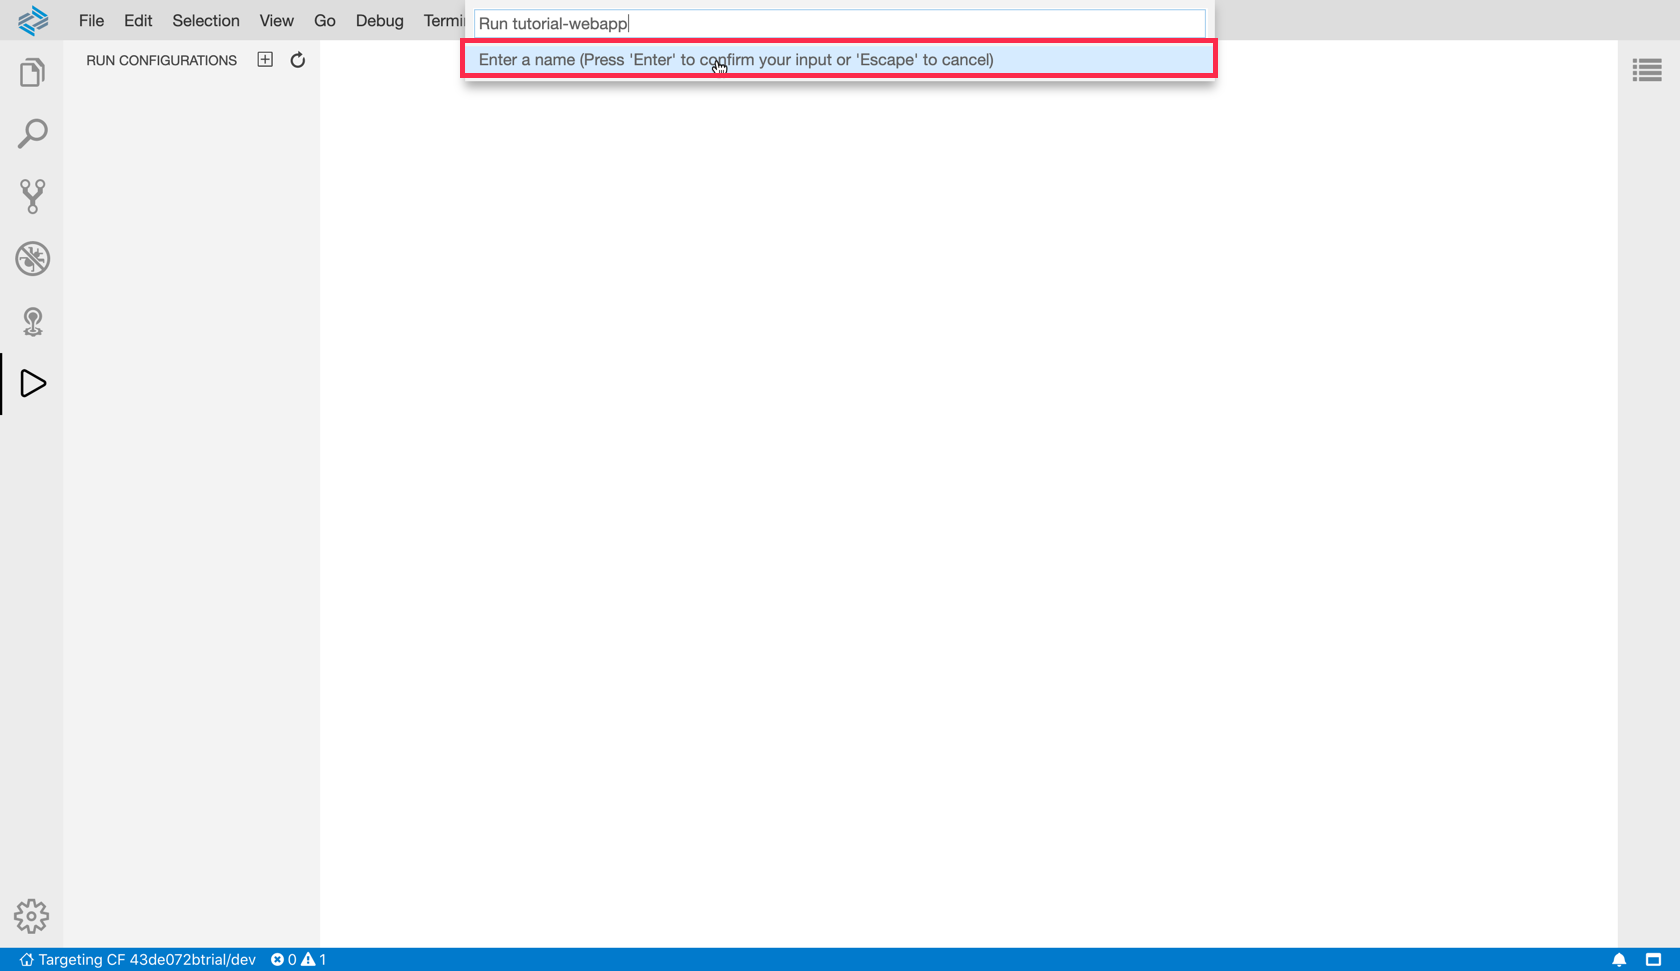 File Edit Selection View Go Debug Termi
Run tutorial-webapp
Enter a name (Press 'Enter' to confirm your input or 'Escape' to cancel)
RUN CONFIGURATIONS
Targeting CF 43de072btrial/dev 0 1